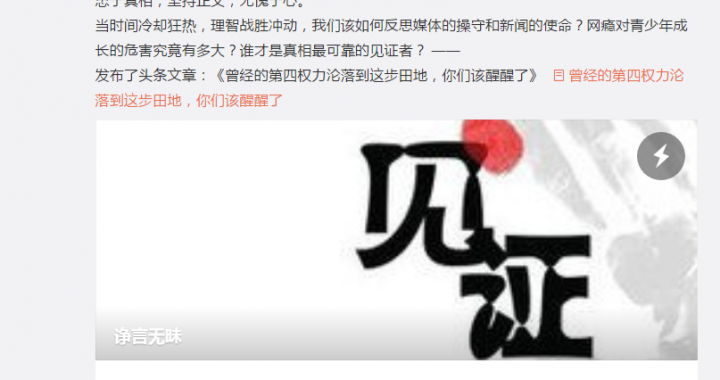 忠于真相，坚持正义，无愧于心。
当时间冷却狂热，理智战胜冲动，我们该如何反思媒体的操守和新闻的使命？网瘾对青少年成
长的危害究竟有多大？谁才是真相最可靠的见证者？ ——
发布了头条文章：《曾经的第四权力沦落到这步田地，你们该醒醒了》 曾经的第四权力沦
落到这步田地，你们该醒醒了
见
证
诤言无昧